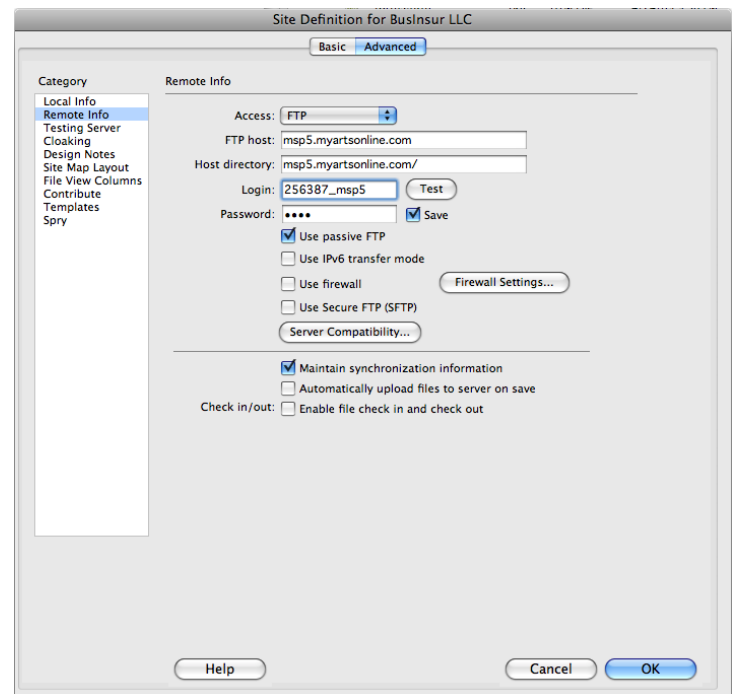 Site Definition for BusInsur LLC
Basic Advanced
Category
Local Info
Remote Info
Testing Server
Cloaking
Design Notes
Site Map Layout
File View Columns
Contribute
Templates
Spry
Remote Info
Access: FTP
FTP host: msp5.myartsonline.com
Host directory: msp5.myartsonline.com/
Login: 256387_msp5 Test
Password: •••• Save
Use passive FTP
Use IPv6 transfer mode
Use firewall Firewall Settings...
Use Secure FTP (SFTP)
Server Compatibility...
Maintain synchronization information
Automatically upload files to server on save
Check in/out: Enable file check in and check out
Help Cancel OK